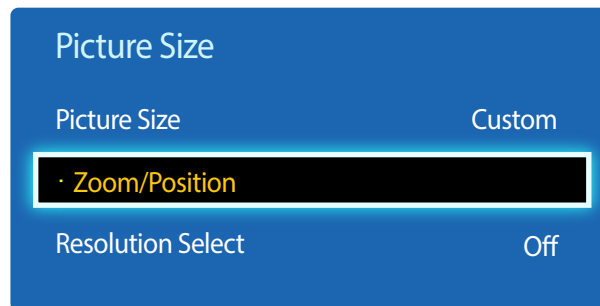 Picture Size
Picture Size Custom
· Zoom/Position
Resolution Select Off